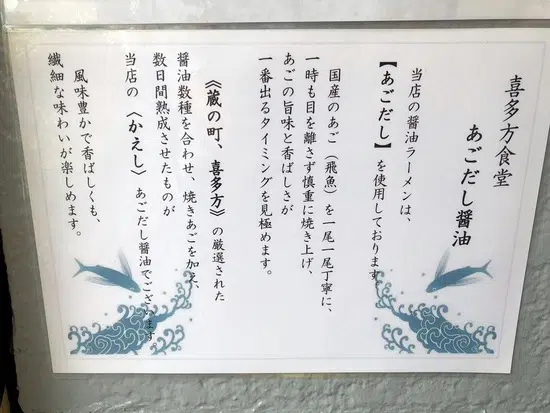 喜多方食堂
あごだし醤油
当店の醤油ラーメンは、
【あごだし】を使用しております。
国産のあご（飛魚）を一尾一尾丁寧に、
一時も目を離さず慎重に焼き上げ、
あごの旨味と香ばしさが
一番出るタイミングを見極めます。
《蔵の町、喜多方》の厳選された
醤油数種を合わせ、焼きあごを加え、
数日間熟成させたものが
当店の〈かえし〉あごだし醤油でございます。
風味豊かで香ばしくも、
繊細な味わいが楽しめます。